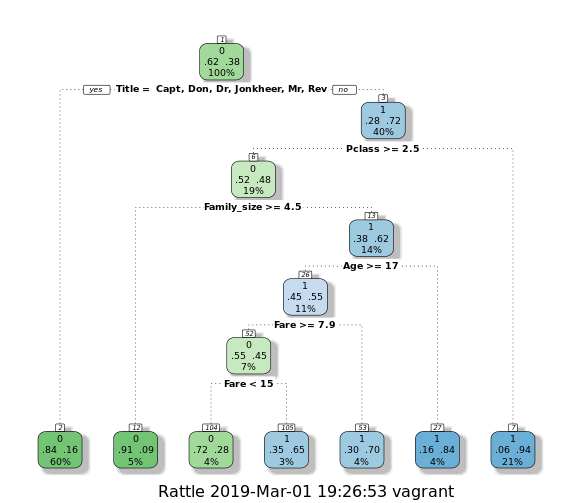 1
0
.62 .38
100%
yes Title = Capt, Don, Dr, Jonkheer, Mr, Rev no
3
1
.28 .72
40%
Pclass >= 2.5
6
0
.52 .48
19%
Family_size >= 4.5
13
1
.38 .62
14%
Age >= 17
26
1
.45 .55
11%
Fare >= 7.9
52
0
.55 .45
7%
Fare < 15
2 12 104 105 53 27 7
0 0 0 1 1 1 1
.84 .16 .91 .09 .72 .28 .35 .65 .30 .70 .16 .84 .06 .94
60% 5% 4% 3% 4% 4% 21%
Rattle 2019-Mar-01 19:26:53 vagrant